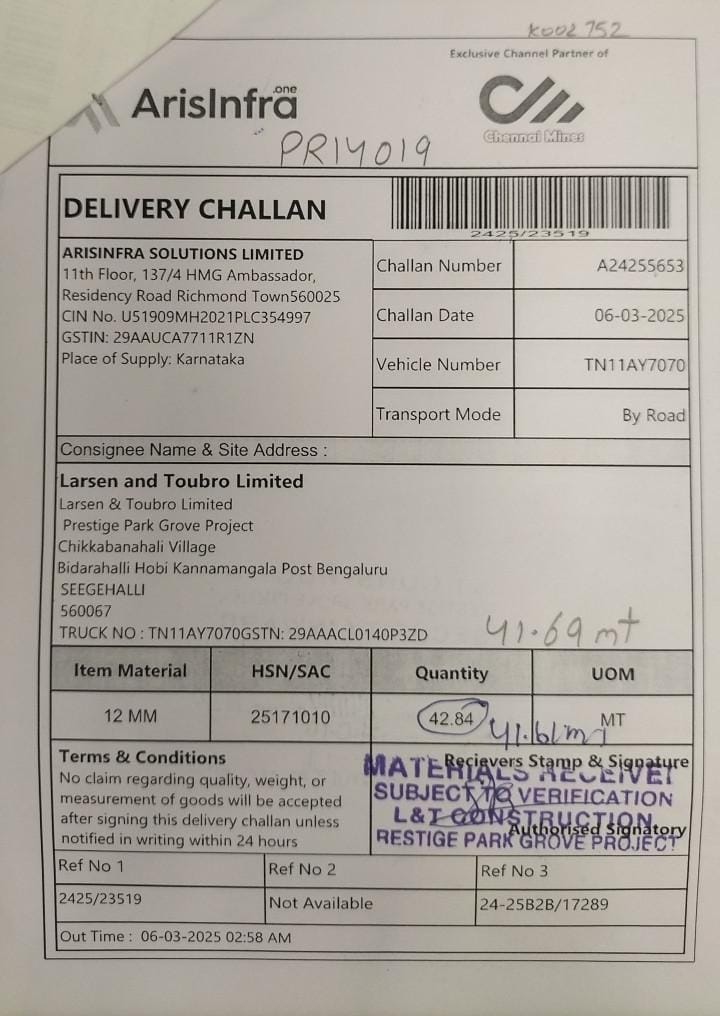 K002752
Exclusive Channel Partner of
ArisInfra.one
Chennai Mines
PR14019
DELIVERY CHALLAN
2425/23519
ARISINFRA SOLUTIONS LIMITED
11th Floor, 137/4 HMG Ambassador,
Residency Road Richmond Town560025
CIN No. U51909MH2021PLC354997
GSTIN: 29AAUCA7711R1ZN
Place of Supply: Karnataka
Challan Number A24255653
Challan Date 06-03-2025
Vehicle Number TN11AY7070
Transport Mode By Road
Consignee Name & Site Address :
Larsen and Toubro Limited
Larsen & Toubro Limited
Prestige Park Grove Project
Chikkabanahali Village
Bidarahalli Hobi Kannamangala Post Bengaluru
SEEGEHALLI
560067
TRUCK NO : TN11AY7070GSTN: 29AAACL0140P3ZD
41.69 mt
Item Material HSN/SAC Quantity UOM
12 MM 25171010 42.84 MT
41.61 mt
Terms & Conditions
No claim regarding quality, weight, or
measurement of goods will be accepted
after signing this delivery challan unless
notified in writing within 24 hours
Recievers Stamp & Signature
MATERIALS RECEIVE
SUBJECT TO VERIFICATION
L&T CONSTRUCTION
Authorised Signatory
RESTIGE PARK GROVE PROJECT
Ref No 1 Ref No 2 Ref No 3
2425/23519 Not Available 24-25B2B/17289
Out Time : 06-03-2025 02:58 AM